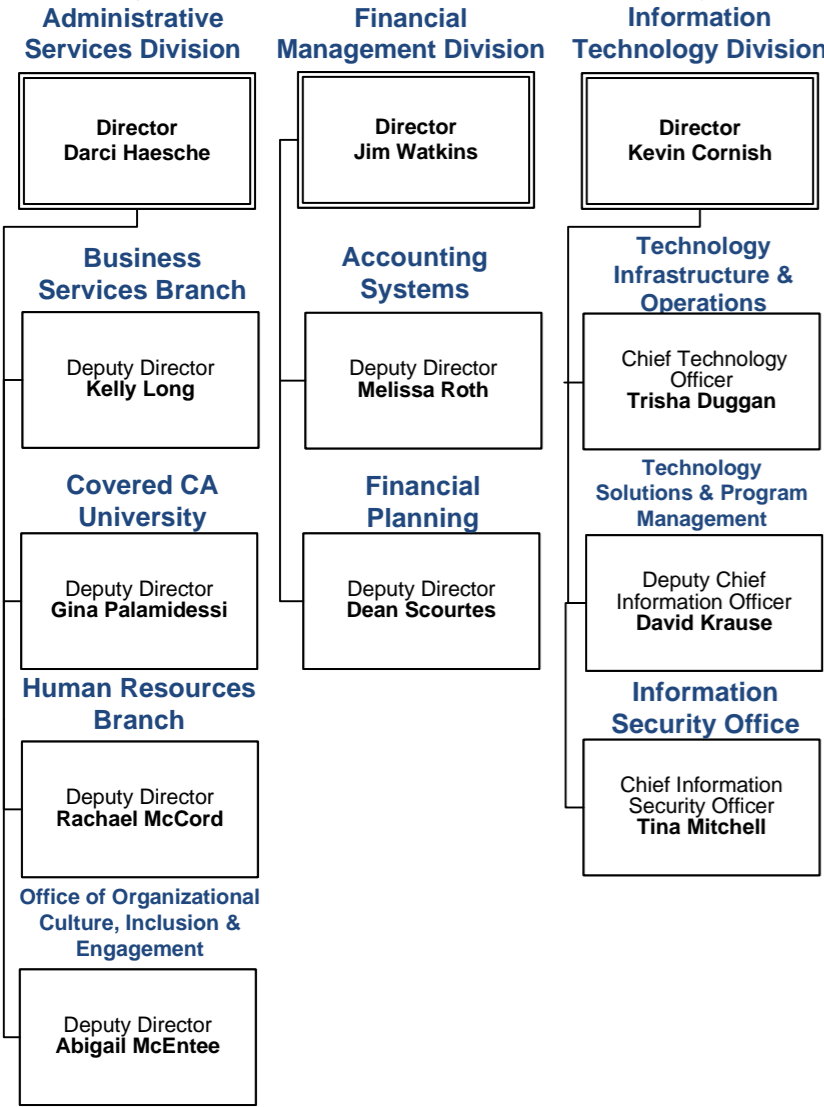 Administrative
Services Division
Director
Darci Haesche
Business
Services Branch
Deputy Director
Kelly Long
Covered CA
University
Deputy Director
Gina Palamidessi
Human Resources
Branch
Deputy Director
Rachael McCord
Office of Organizational
Culture, Inclusion &
Engagement
Deputy Director
Abigail McEntee
Financial
Management Division
Director
Jim Watkins
Accounting
Systems
Deputy Director
Melissa Roth
Financial
Planning
Deputy Director
Dean Scourtes
Information
Technology Division
Director
Kevin Cornish
Technology
Infrastructure &
Operations
Chief Technology
Officer
Trisha Duggan
Technology
Solutions & Program
Management
Deputy Chief
Information Officer
David Krause
Information
Security Office
Chief Information
Security Officer
Tina Mitchell